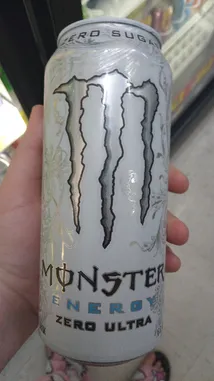 ZERO SUGAR
MONSTER
ENERGY
ZERO ULTRA